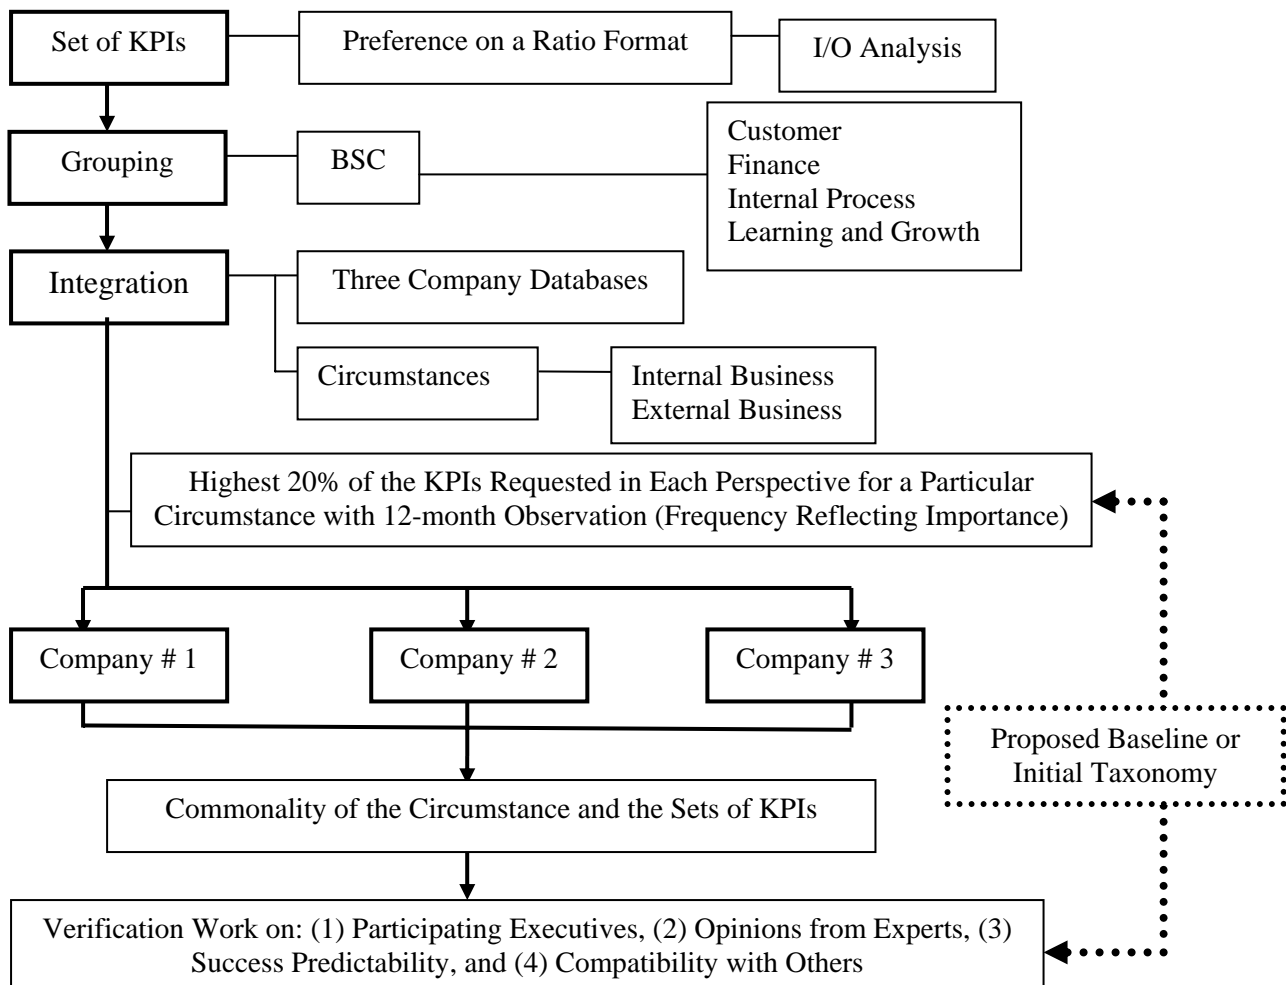 Set of KPIs
Preference on a Ratio Format
I/O Analysis
Grouping
BSC
Customer
Finance
Internal Process
Learning and Growth
Integration
Three Company Databases
Circumstances
Internal Business
External Business
Highest 20% of the KPIs Requested in Each Perspective for a Particular
Circumstance with 12-month Observation (Frequency Reflecting Importance)
Company # 1
Company # 2
Company # 3
Proposed Baseline or
Initial Taxonomy
Commonality of the Circumstance and the Sets of KPIs
Verification Work on: (1) Participating Executives, (2) Opinions from Experts, (3)
Success Predictability, and (4) Compatibility with Others